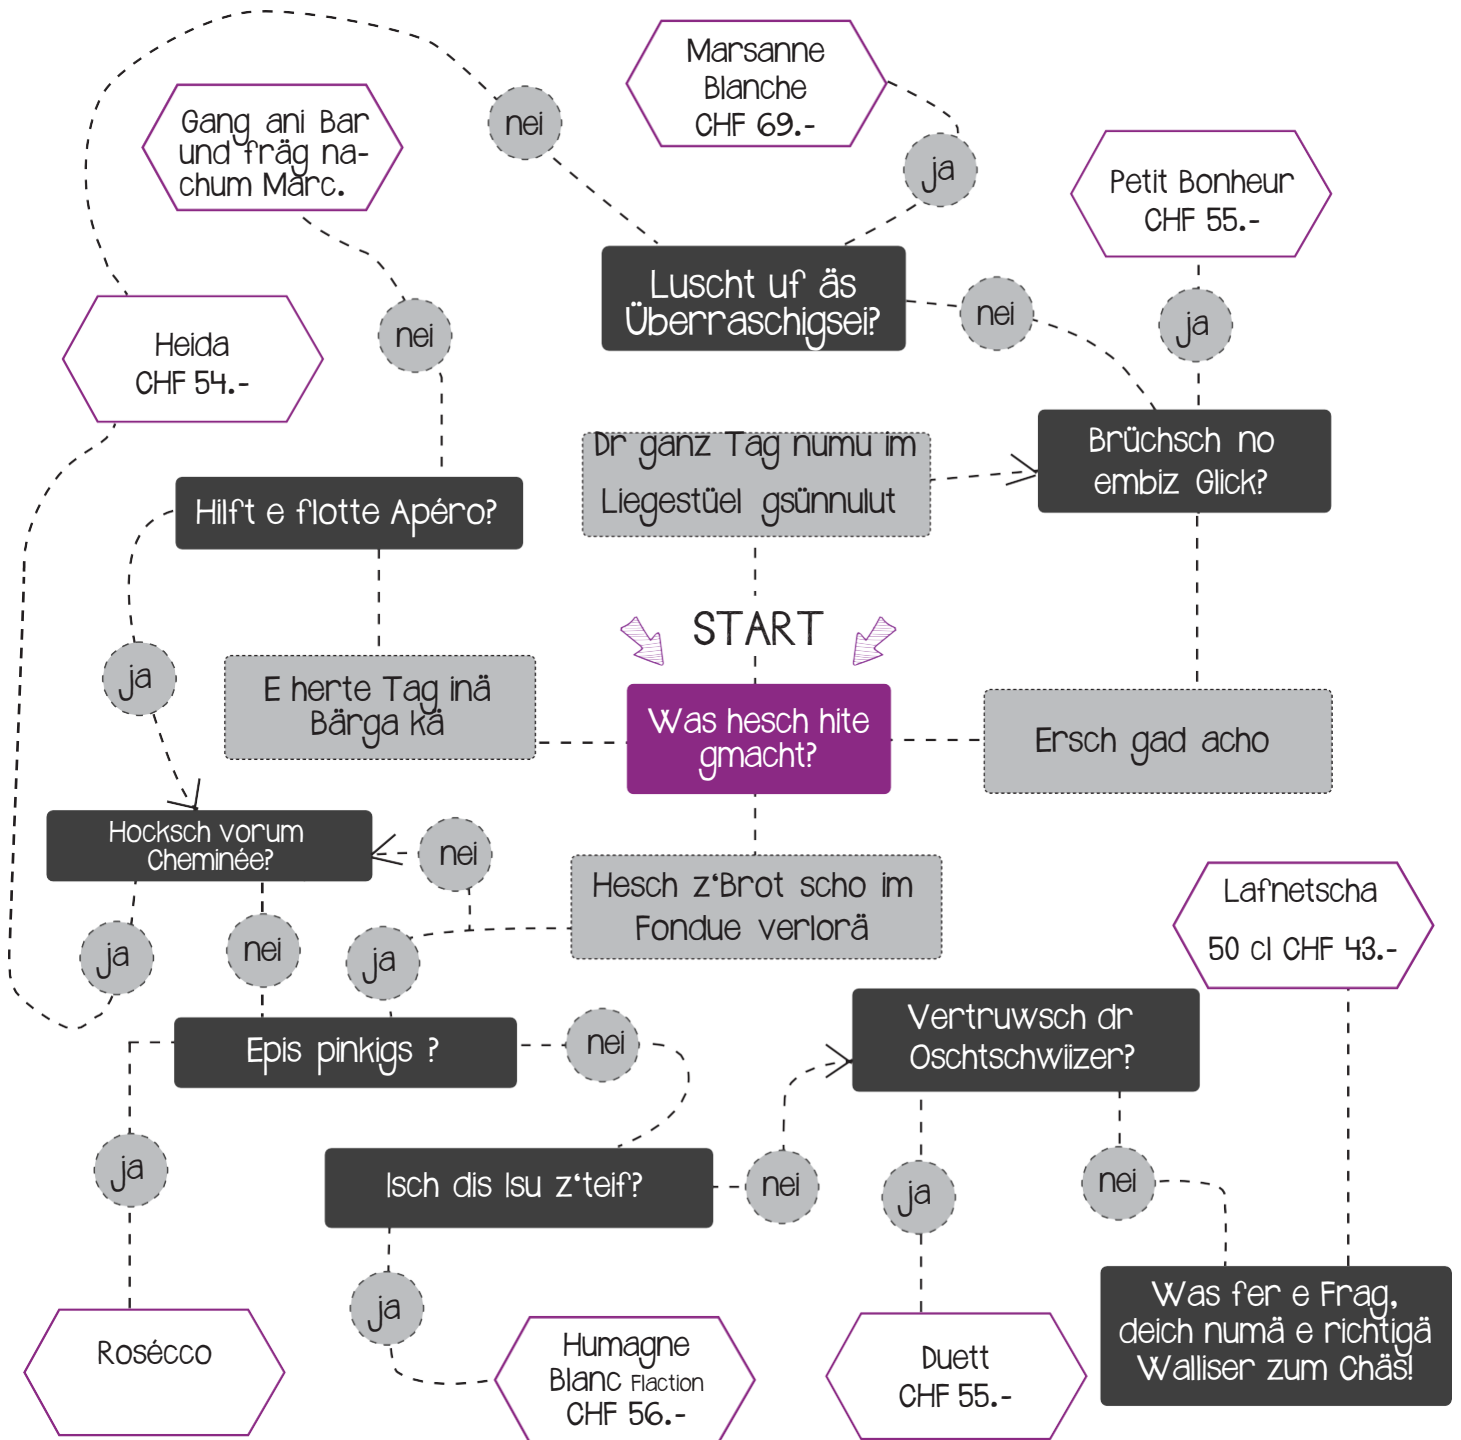 Marsanne
Blanche
CHF 69.-
nei
Gang ani Bar
und fräg na-
chum Marc.
ja
Petit Bonheur
CHF 55.-
Luscht uf äs
Überraschigsei?
nei
ja
Heida
CHF 54.-
nei
Dr ganz Tag numu im
Liegestüel gsünnulut
Brüchsch no
embiz Glick?
Hilft e flotte Apéro?
START
ja
E herte Tag inä
Bärga kä
Was hesch hite
gmacht?
Ersch gad acho
Hocksch vorum
Cheminée?
nei
Hesch z‘Brot scho im
Fondue verlorä
Lafnetscha
50 cl CHF 43.-
ja
nei
ja
Epis pinkigs ?
nei
Vertruwsch dr
Oschtschwiizer?
ja
Isch dis Isu z‘teif?
nei
ja
nei
ja
Was fer e Frag,
deich numä e richtigä
Walliser zum Chäs!
Rosécco
Humagne
Blanc Flaction
CHF 56.-
Duett
CHF 55.-